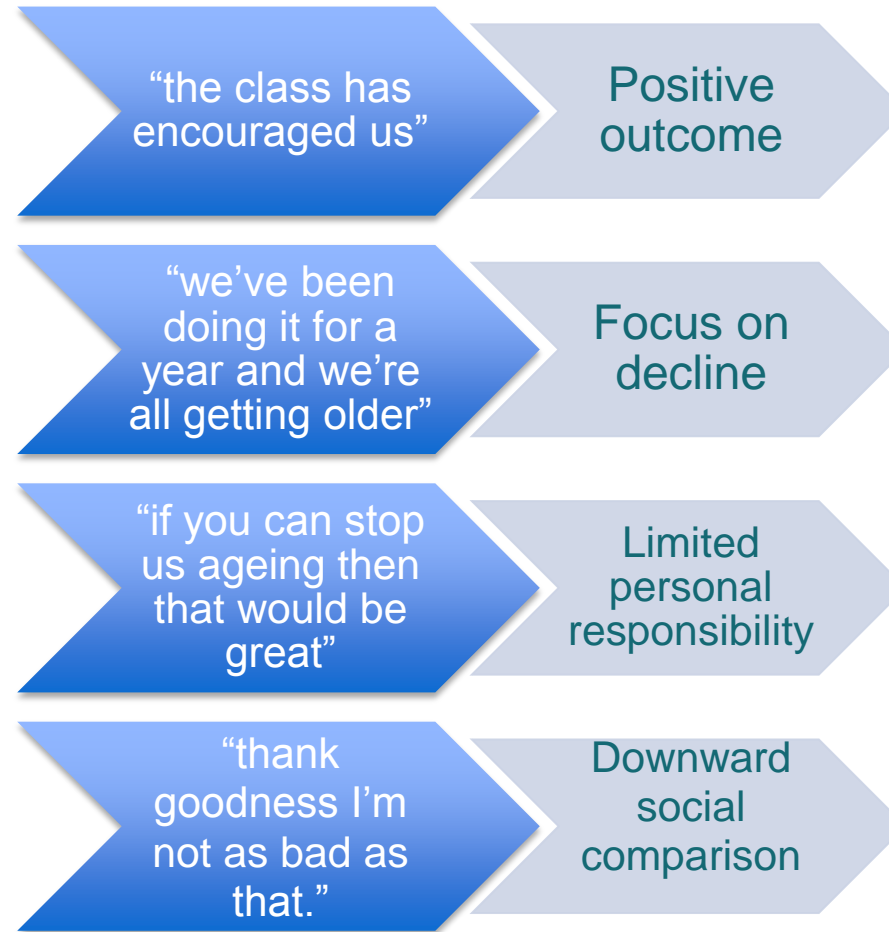 “the class has
encouraged us”
Positive
outcome
“we’ve been
doing it for a
year and we’re
all getting older”
Focus on
decline
“if you can stop
us ageing then
that would be
great”
Limited
personal
responsibility
“thank
goodness I’m
not as bad as
that.”
Downward
social
comparison